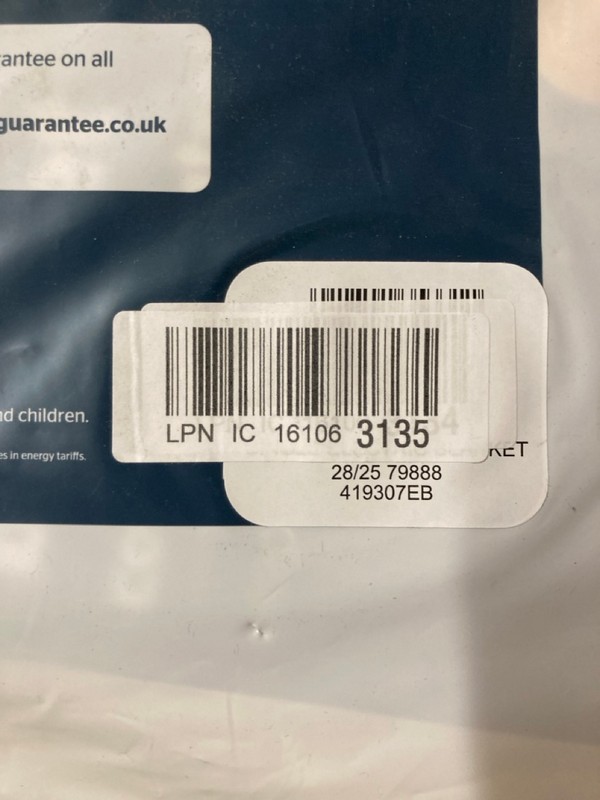 rantee on all
guarantee.co.uk
nd children.
es in energy tariffs.
LPN IC 16106 3135
KET
28/25 79888
419307EB